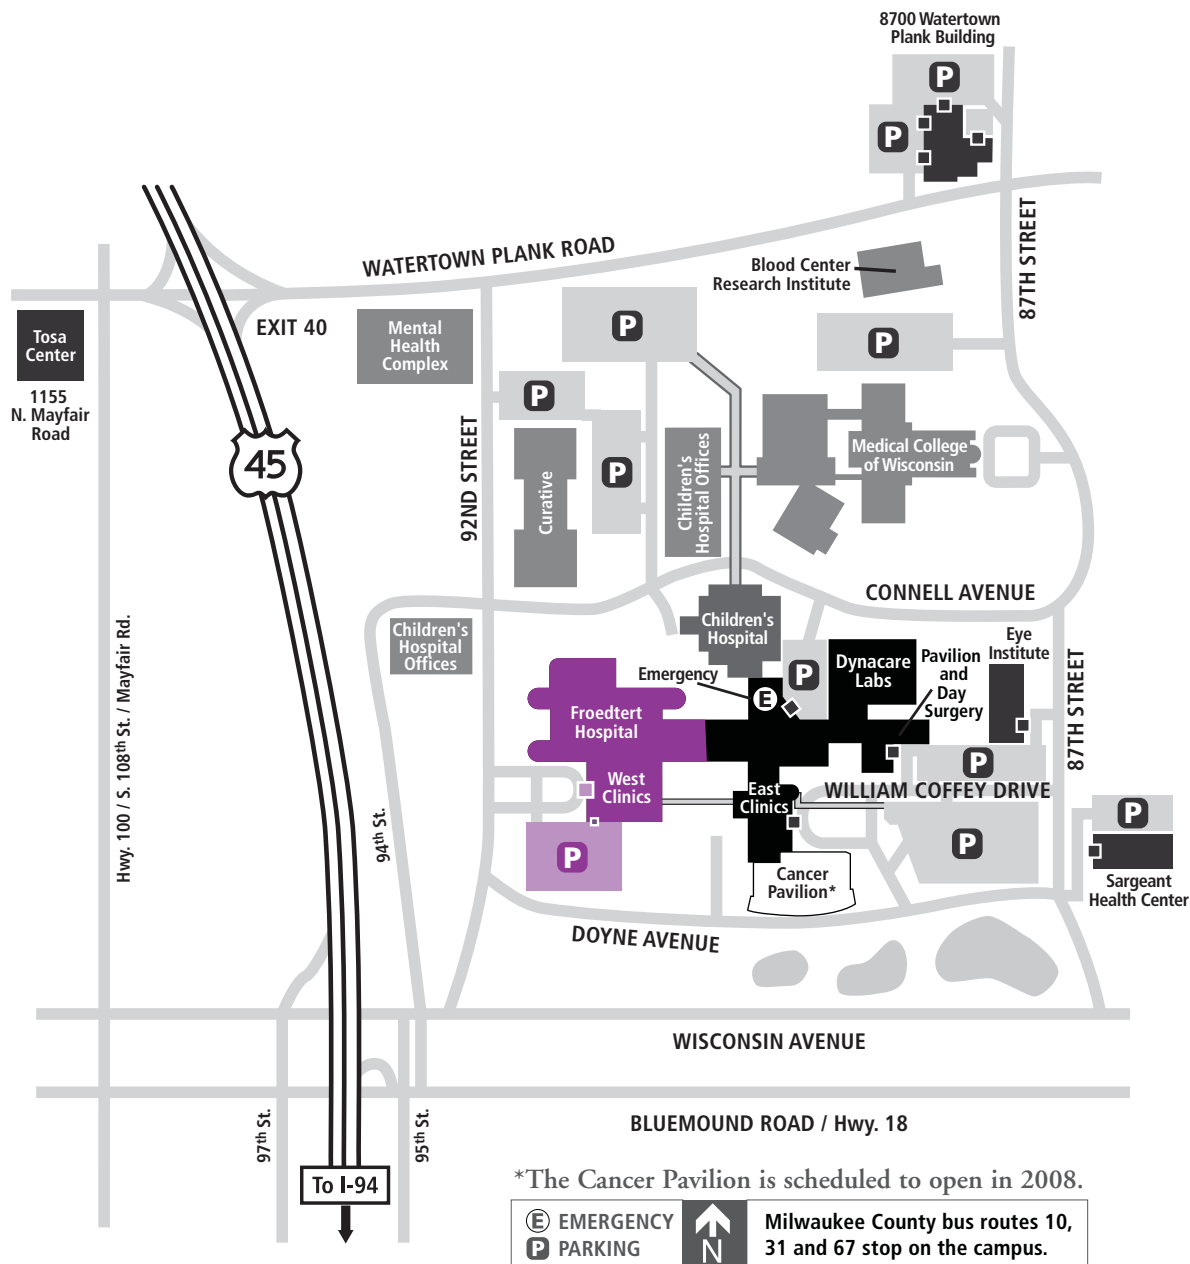 8700 Watertown
Plank Building
P
P
WATERTOWN PLANK ROAD
87TH STREET
Blood Center
Research Institute
EXIT 40
Tosa
Center
1155
N. Mayfair
Road
Mental
Health
Complex
P
P
P
P
45
92ND STREET
Curative
Children's
Hospital Offices
Medical College
of Wisconsin
CONNELL AVENUE
Children's
Hospital
Offices
Children's
Hospital
Eye
Institute
Emergency
E
P
Dynacare
Labs
Pavilion
and
Day
Surgery
87TH STREET
Froedtert
Hospital
P
West
Clinics
East
Clinics
WILLIAM COFFEY DRIVE
P
P
P
Cancer
Pavilion*
Sargeant
Health Center
Hwy. 100 / S. 108th St. / Mayfair Rd.
94th St.
DOYNE AVENUE
WISCONSIN AVENUE
BLUEMOUND ROAD / Hwy. 18
97th St.
95th St.
To I-94
*The Cancer Pavilion is scheduled to open in 2008.
E EMERGENCY
P PARKING
N
Milwaukee County bus routes 10,
31 and 67 stop on the campus.